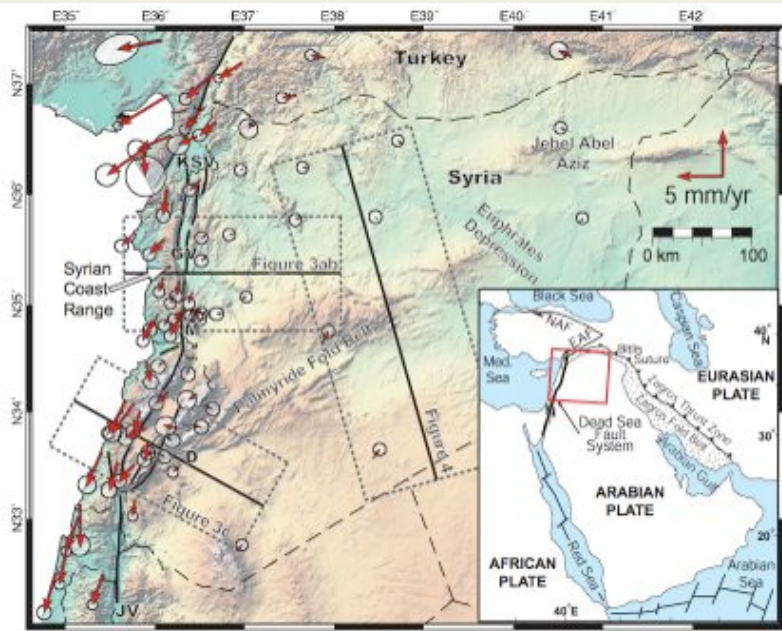 E35° E36° E37° E38° E39° E40° E41° E42°
N37°
N36°
N35°
N34°
N33°
Turkey
KSV
Jebel Abel
Aziz
Syria
5 mm/yr
Euphrates
Depression
0 km 100
GV
Figure 3ab
Syrian
Coast
Range
M
Palmyride Fold Belt
Figure 4
D
Figure 3c
JV
Black Sea
Caspian Sea
NAF
EAF
40°
N
Bitlis
Suture
Med.
Sea
EURASIAN
PLATE
Zagros Thrust Zone
Zagros Fold Belt
Dead Sea
Fault
System
30°
Arabian Gulf
ARABIAN
PLATE
AFRICAN
PLATE
Red Sea
20°
Arabian
Sea
40°E